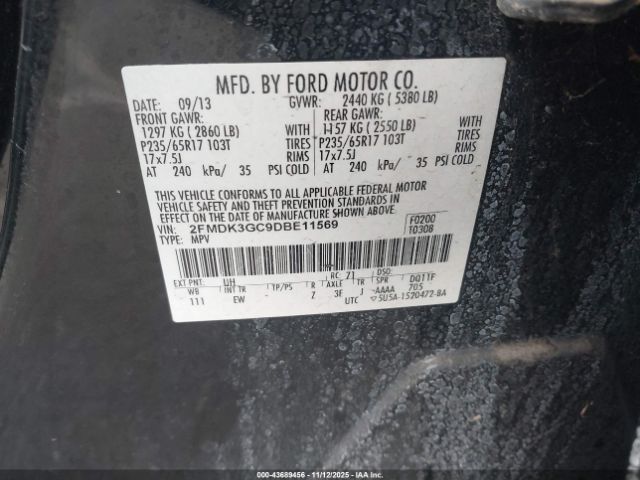 MFD. BY FORD MOTOR CO.
DATE: 09/13 GVWR: 2440 KG ( 5380 LB)
FRONT GAWR: REAR GAWR:
1297 KG ( 2860 LB) WITH 1157 KG ( 2550 LB) WITH
P235/65R17 103T TIRES P235/65R17 103T TIRES
17x7.5J RIMS 17x7.5J RIMS
AT 240 kPa/ 35 PSI COLD AT 240 kPa/ 35 PSI COLD
THIS VEHICLE CONFORMS TO ALL APPLICABLE FEDERAL MOTOR
VEHICLE SAFETY AND THEFT PREVENTION STANDARDS IN
EFFECT ON THE DATE OF MANUFACTURE SHOWN ABOVE.
VIN: 2FMDK3GC9DBE11569 F0200
TYPE: MPV T0308
EXT PNT: UH RC: 71 DSO:
WB INT TR TP/PS R AXLE TR SPR DQ11F
111 EW Z 3F J AAAA 705
UTC 5U5A-1520472-BA
000-43689456 - 11/12/2025 - IAAI.COM